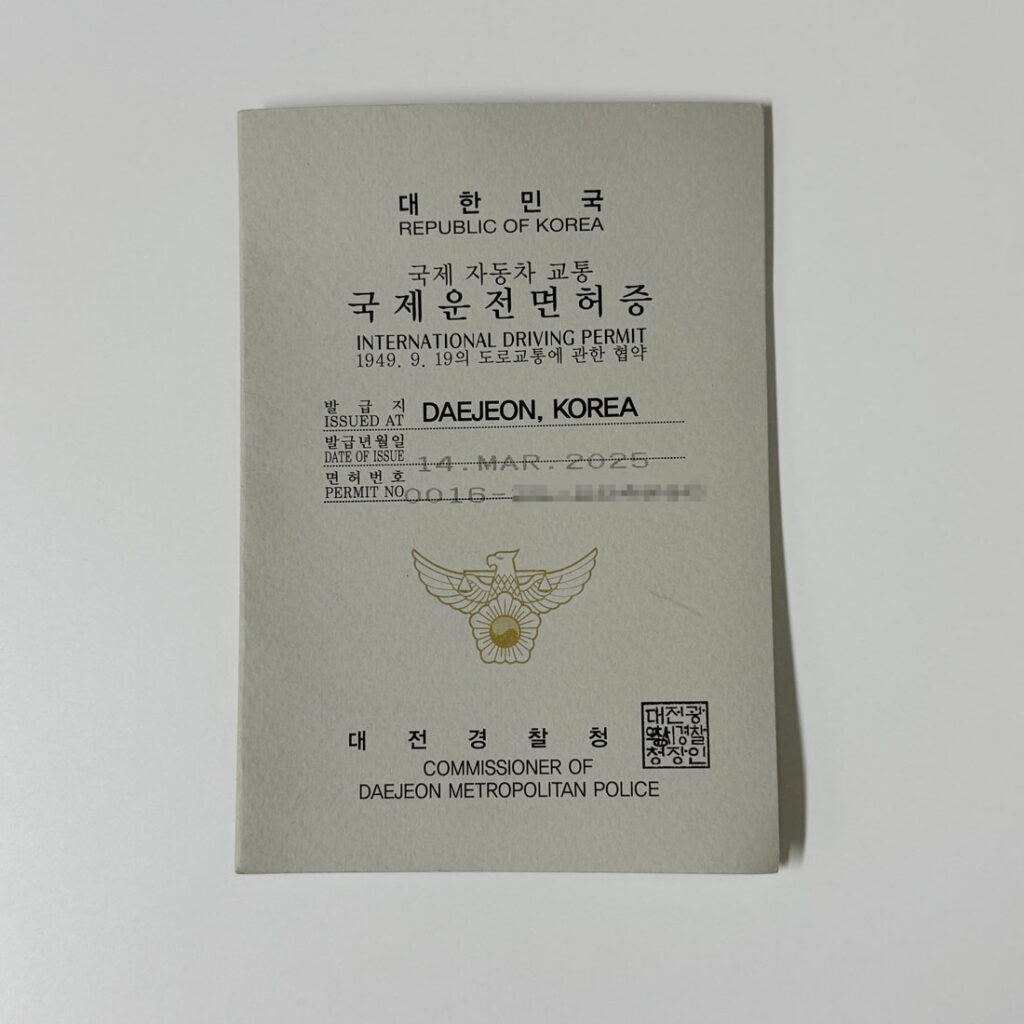 대한민국
REPUBLIC OF KOREA
국제 자동차 교통
국제운전면허증
INTERNATIONAL DRIVING PERMIT
1949. 9. 19의 도로교통에 관한 협약
발급지
ISSUED AT DAEJEON, KOREA
발급년월일
DATE OF ISSUE 14.MAR.2025
면허번호
PERMIT NO 0016-
대전경찰청
COMMISSIONER OF
DAEJEON METROPOLITAN POLICE
대전광
경찰
청장인